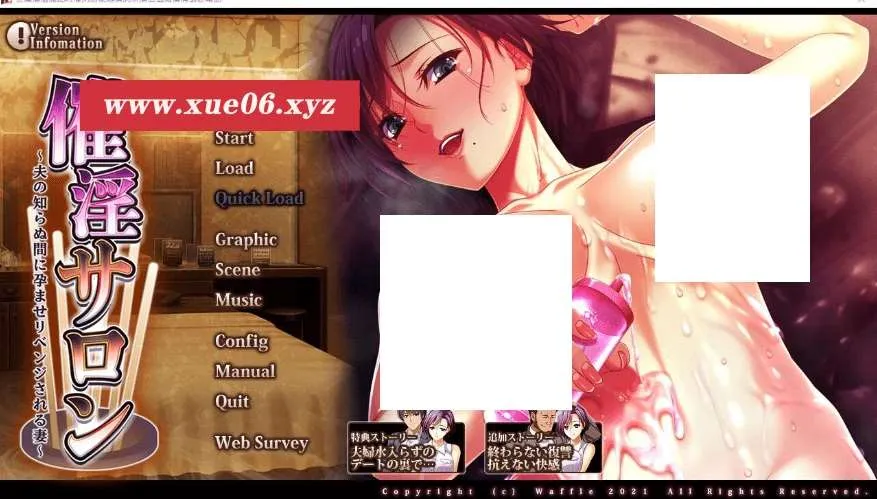 Version
Infomation
www.xue06.xyz
催淫サロン
～夫の知らぬ間に孕ませリベンジされる妻～
Start
Load
Quick Load
Graphic
Scene
Music
Config
Manual
Quit
Web Survey
特典ストーリー
夫婦水入らずの
デートの裏で…
追加ストーリー
終わらない復讐
抗えない快感
Copyright (c) Waffle 2021 All Rights Reserved.